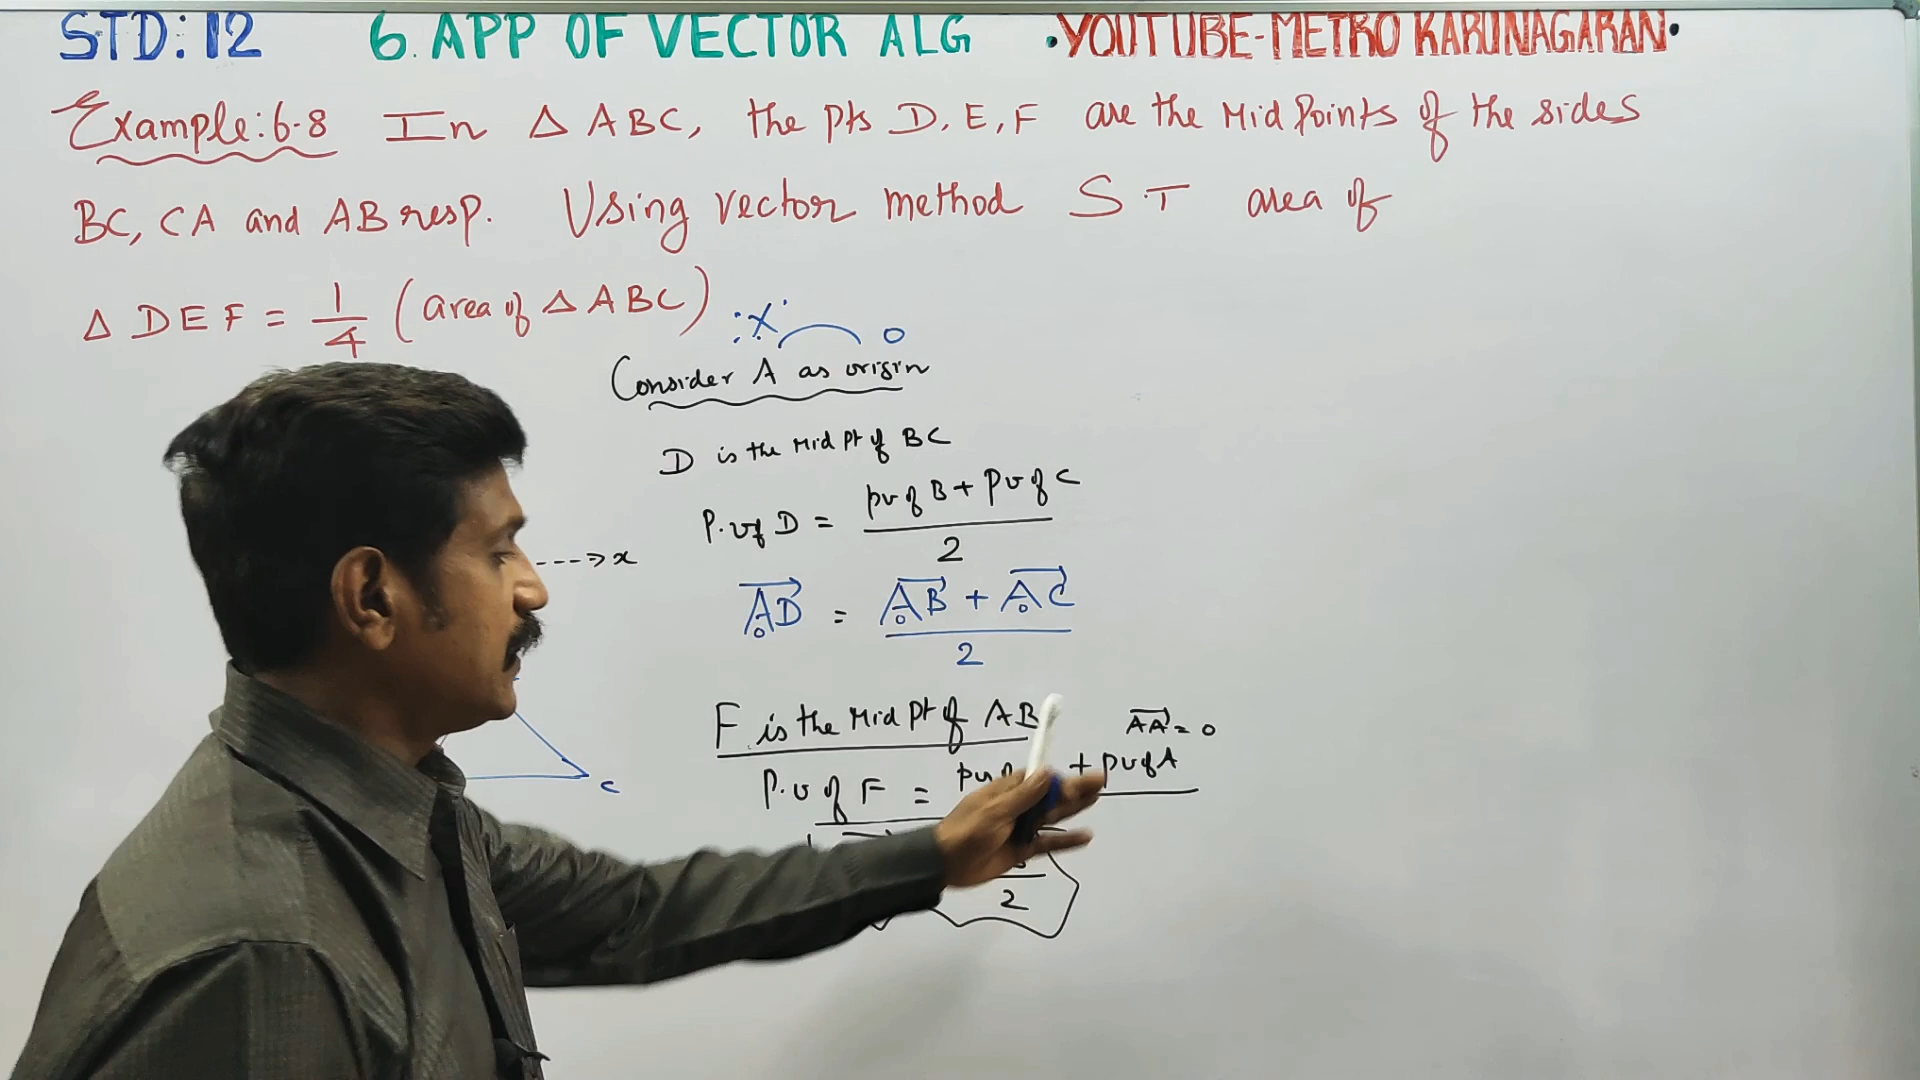 STD: 12 6. APP OF VECTOR ALG •YOUTUBE-METRO KARUNAGARAN•
Example: 6.8 In Δ ABC, the pts D, E, F are the Mid Points of the sides
BC, CA and AB resp. Using vector method S.T area of
Δ DEF = 1/4 (area of Δ ABC)
O
Consider A as origin
D is the Mid Pt of BC
P.v of D = (pv of B + pv of C)/2
---> x
AD = (AB + AC)/2
F is the Mid Pt of AB
AA = 0
P.v of F = + pv of A
C
2